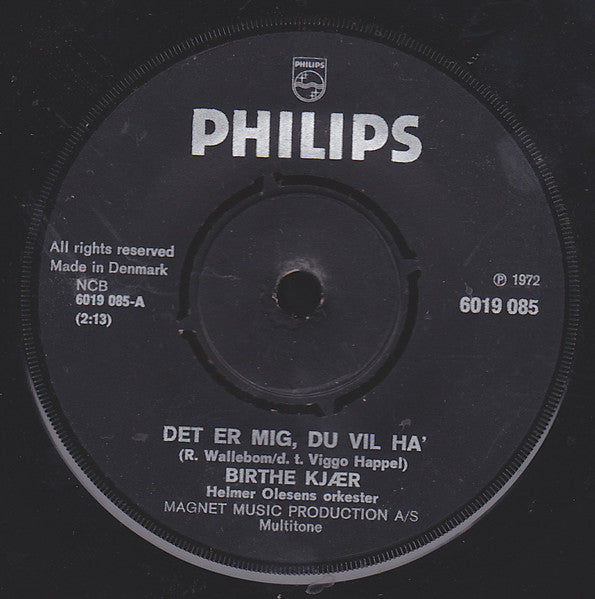 PHILIPS
PHILIPS
All rights reserved
Made in Denmark
NCB
6019 085-A
(2:13)
℗ 1972
6019 085
DET ER MIG, DU VIL HA'
(R. Wallebom/d. t. Viggo Happel)
BIRTHE KJÆR
Helmer Olesens orkester
MAGNET MUSIC PRODUCTION A/S
Multitone